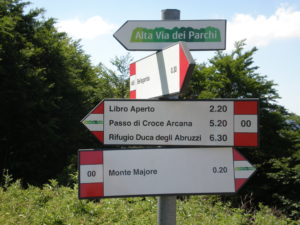 Alta Via dei Parchi
Libro Aperto 2.20
Passo di Croce Arcana 5.20
Rifugio Duca degli Abruzzi 6.30
00
00
Monte Majore 0.20